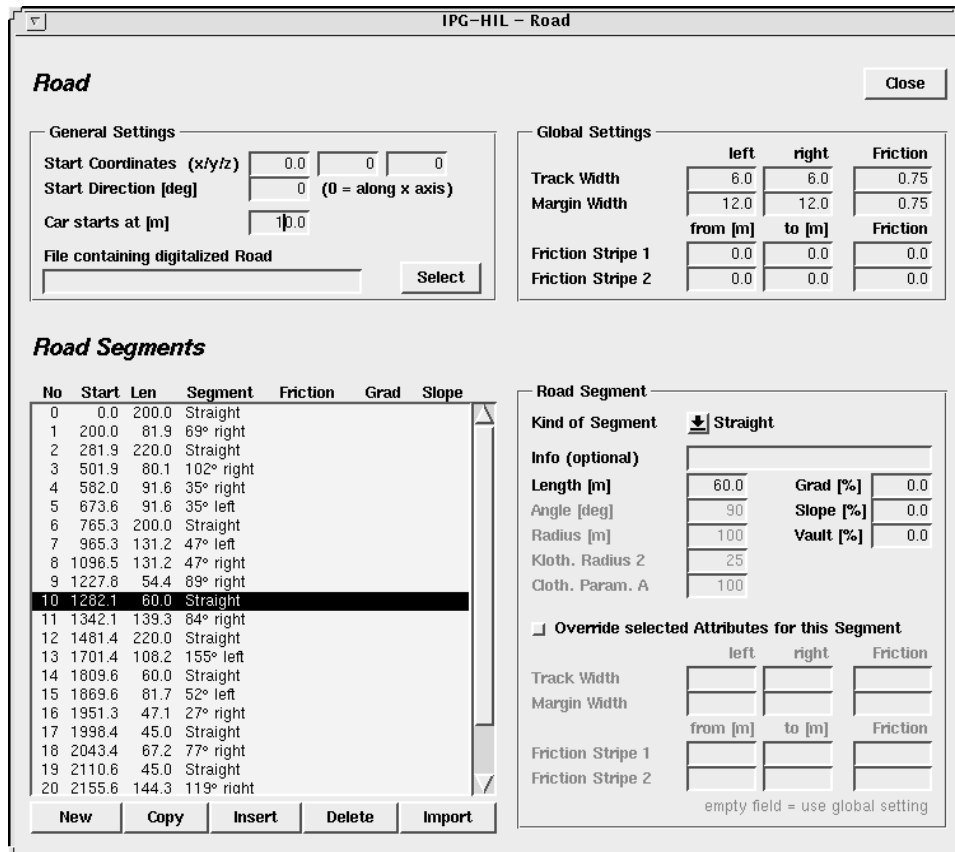 IPG-HIL - Road
Road
Close
General Settings
Start Coordinates (x/y/z) 0.0 0 0
Start Direction [deg] 0 (0 = along x axis)
Car starts at [m] 10.0
File containing digitalized Road
Select
Global Settings
left right Friction
Track Width 6.0 6.0 0.75
Margin Width 12.0 12.0 0.75
from [m] to [m] Friction
Friction Stripe 1 0.0 0.0 0.0
Friction Stripe 2 0.0 0.0 0.0
Road Segments
No Start Len Segment Friction Grad Slope
0 0.0 200.0 Straight
1 200.0 81.9 69° right
2 281.9 220.0 Straight
3 501.9 80.1 102° right
4 582.0 91.6 35° right
5 673.6 91.6 35° left
6 765.3 200.0 Straight
7 965.3 131.2 47° left
8 1096.5 131.2 47° right
9 1227.8 54.4 89° right
10 1282.1 60.0 Straight
11 1342.1 139.3 84° right
12 1481.4 220.0 Straight
13 1701.4 108.2 155° left
14 1809.6 60.0 Straight
15 1869.6 81.7 52° left
16 1951.3 47.1 27° right
17 1998.4 45.0 Straight
18 2043.4 67.2 77° right
19 2110.6 45.0 Straight
20 2155.6 144.3 119° right
New Copy Insert Delete Import
Road Segment
Kind of Segment Straight
Info (optional)
Length [m] 60.0 Grad [%] 0.0
Angle [deg] 90 Slope [%] 0.0
Radius [m] 100 Vault [%] 0.0
Kloth. Radius 2 25
Cloth. Param. A 100
Override selected Attributes for this Segment
left right Friction
Track Width
Margin Width
from [m] to [m] Friction
Friction Stripe 1
Friction Stripe 2
empty field = use global setting